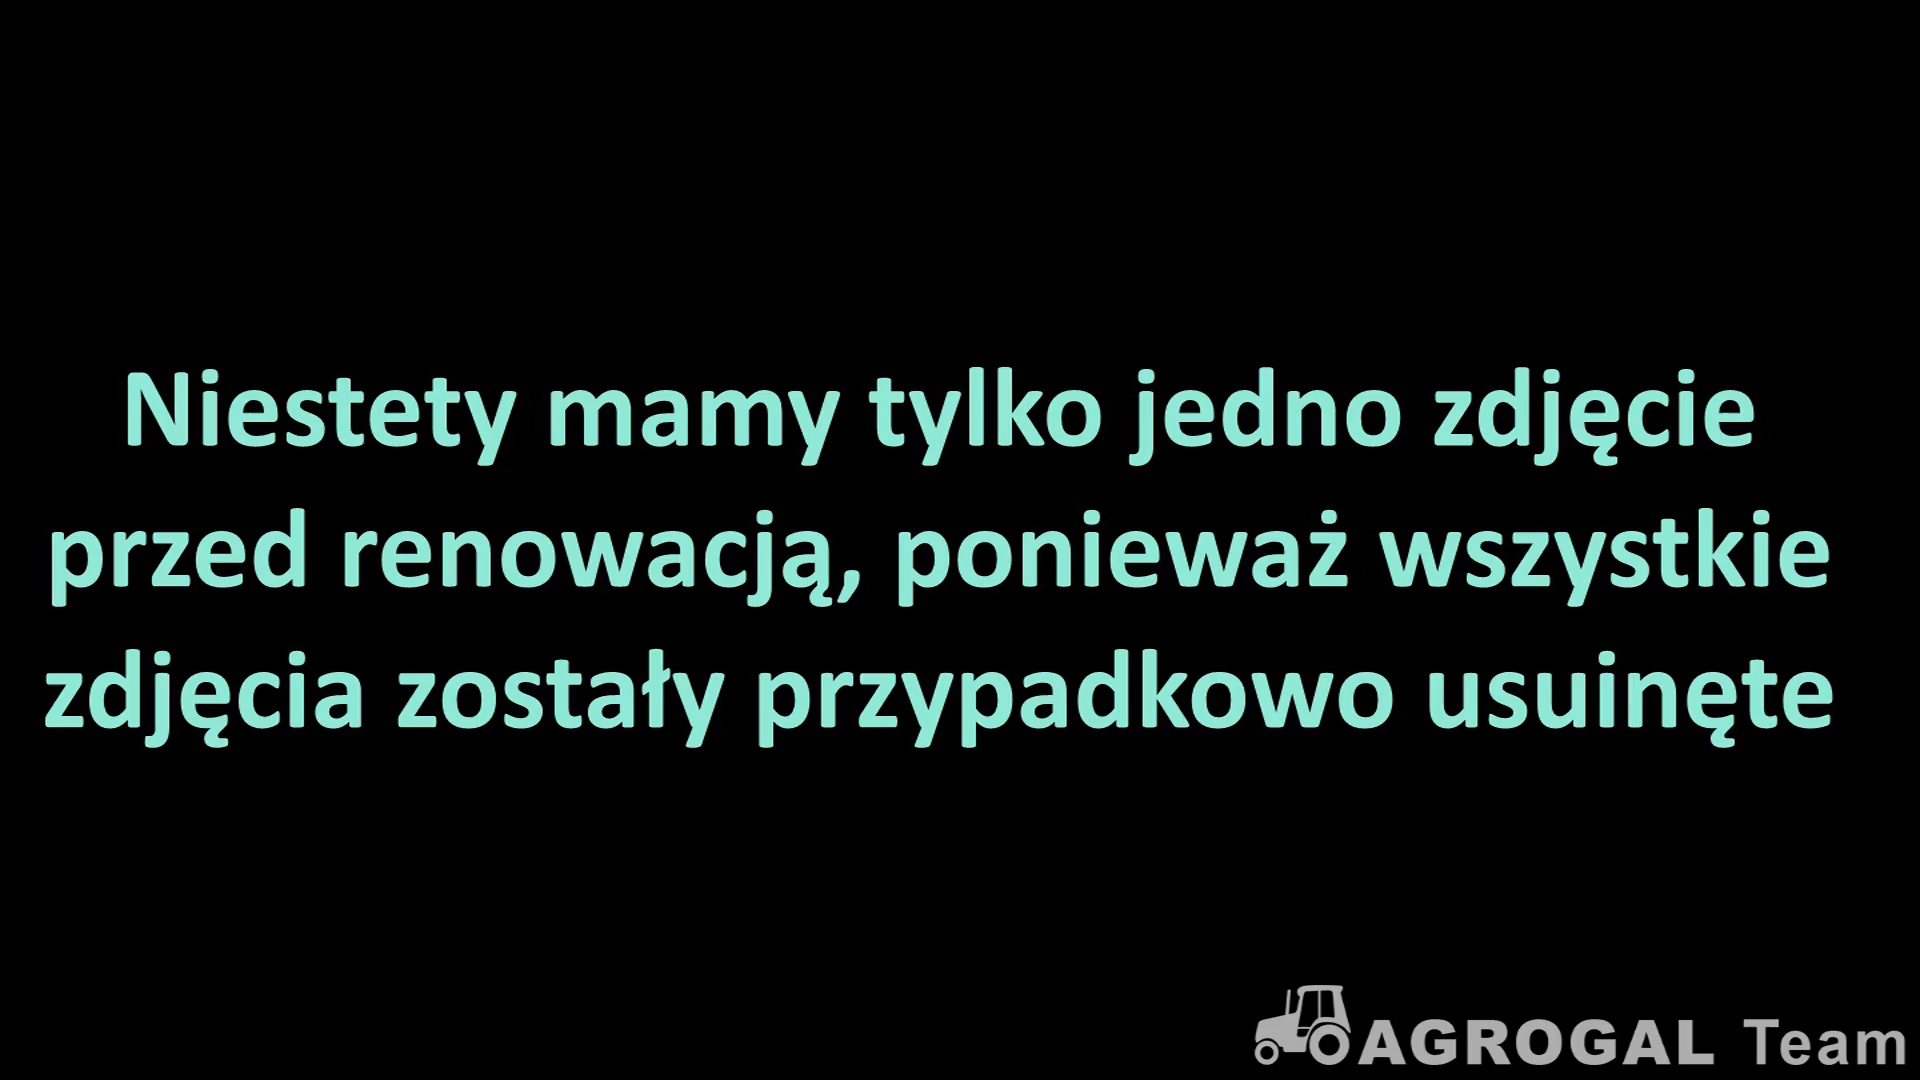 Niestety mamy tylko jedno zdjęcie
przed renowacją, ponieważ wszystkie
zdjęcia zostały przypadkowo usuinęte
AGROGAL Team